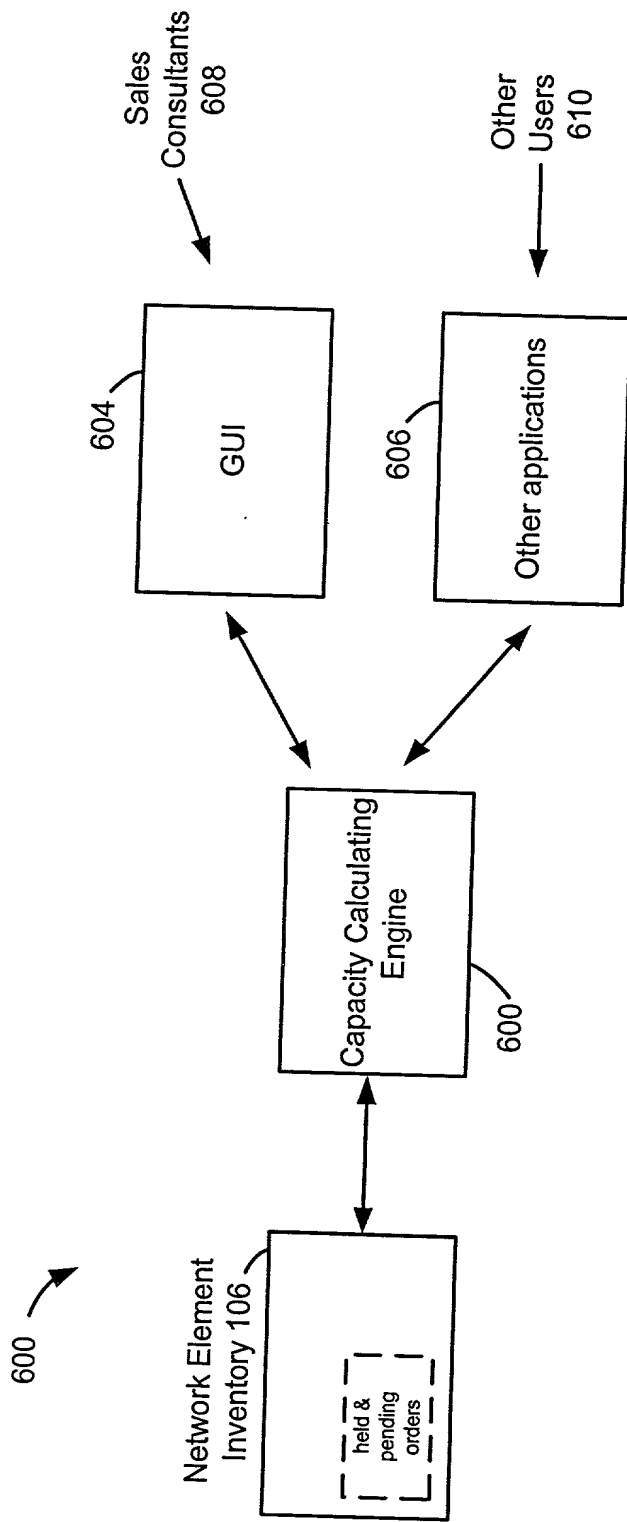 600
Network Element
Inventory 106
held &
pending
orders
Capacity Calculating
Engine
600
604
GUI
606
Other applications
Sales
Consultants
608
Other
Users
610